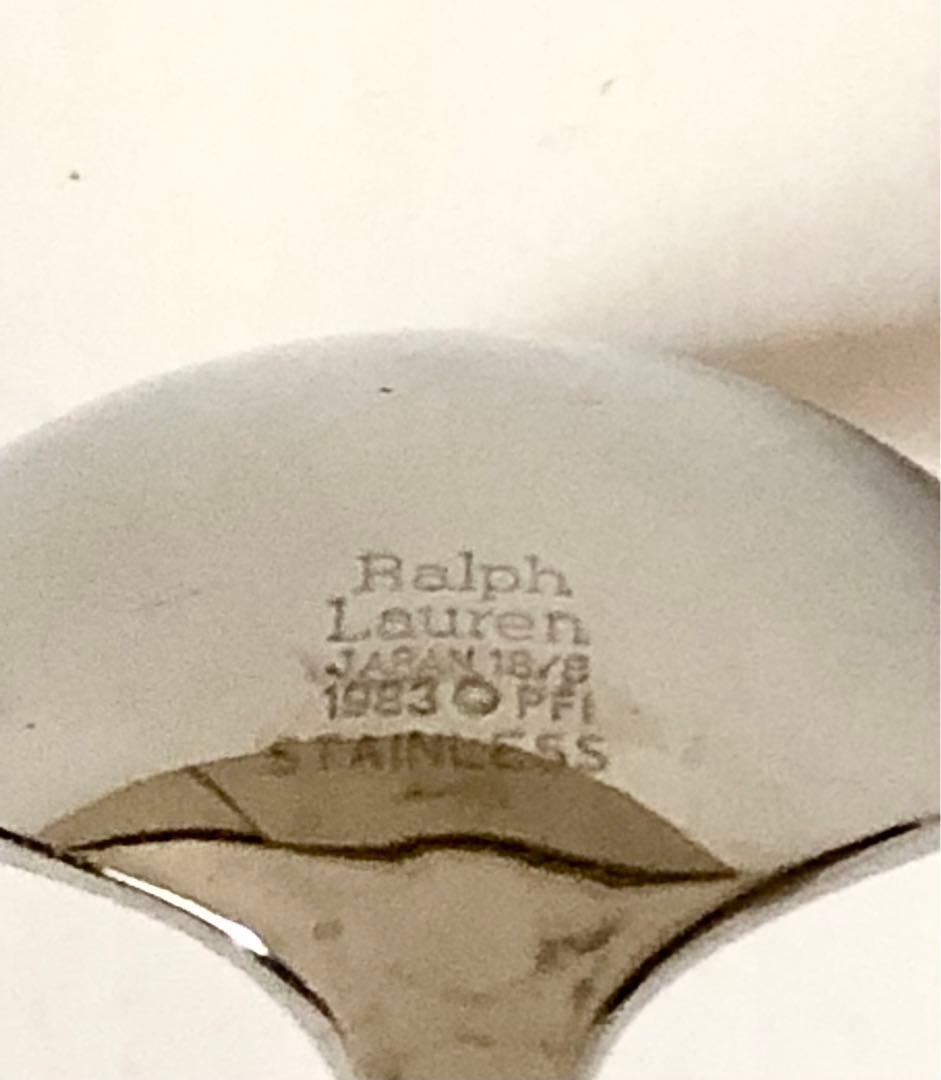 Ralph
Lauren
JAPAN 18/8
1983 © PFI
STAINLESS